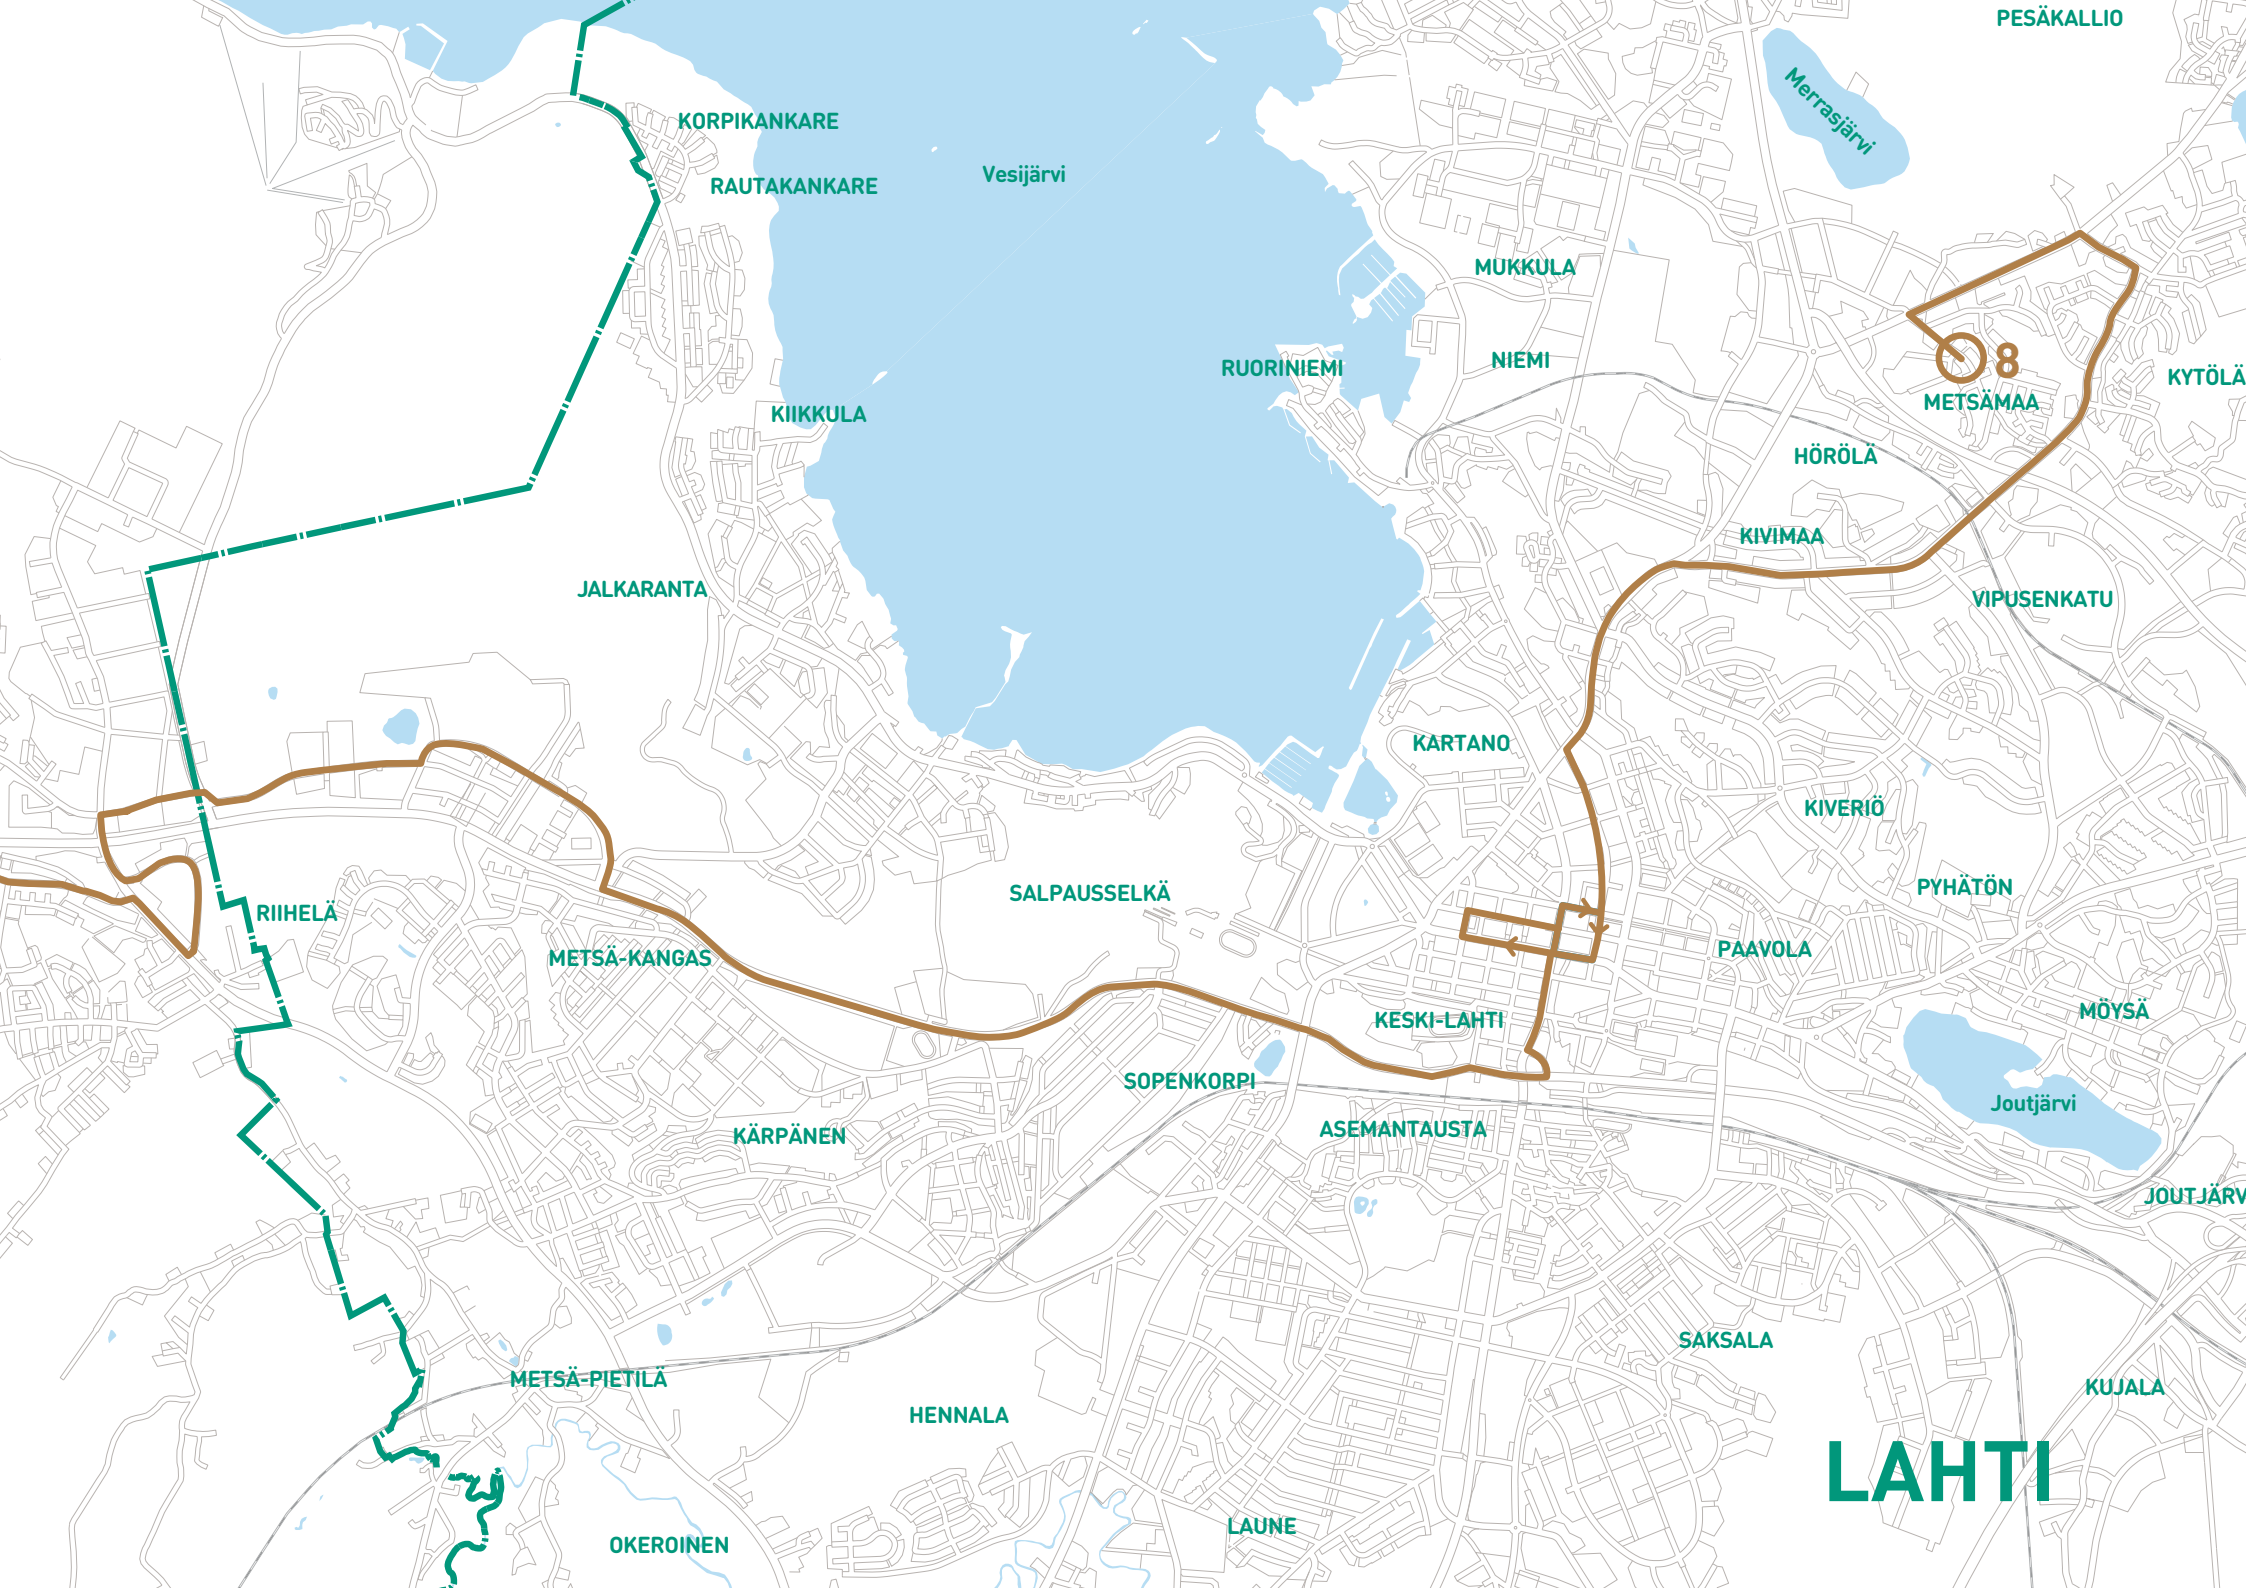 PESÄKALLIO
Merrasjärvi
KORPIKANKARE
Vesijärvi
RAUTAKANKARE
MUKKULA
NIEMI
RUORINIEMI
8
KYTÖLÄ
METSÄMAA
KIIKKULA
HÖRÖLÄ
KIVIMAA
JALKARANTA
VIPUSENKATU
KARTANO
KIVERIÖ
PYHÄTÖN
SALPAUSSELKÄ
RIIHELÄ
PAAVOLA
METSÄ-KANGAS
MÖYSÄ
KESKI-LAHTI
SOPENKORPI
Joutjärvi
ASEMANTAUSTA
KÄRPÄNEN
JOUTJÄRV
SAKSALA
METSÄ-PIETILÄ
KUJALA
HENNALA
LAHTI
LAUNE
OKEROINEN